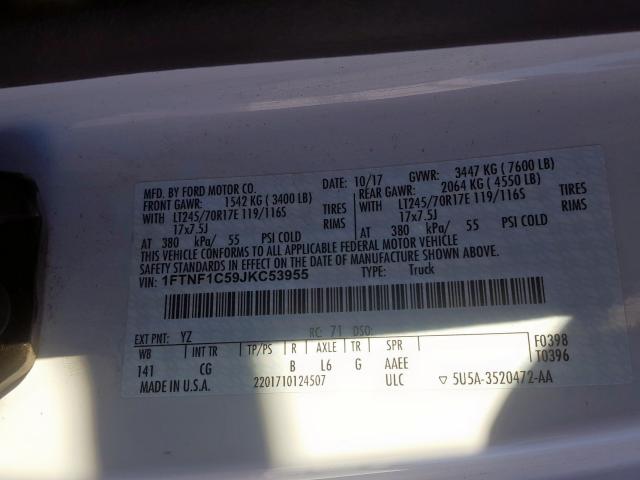 MFD. BY FORD MOTOR CO.
10/17 GVWR: 3447 KG ( 7600 LB)
FRONT GAWR: 1542 KG ( 3400 LB) REAR GAWR: 2064 KG ( 4550 LB)
WITH LT245/70R17E 119/116S TIRES WITH LT245/70R17E 119/116S TIRES
17x7.5J RIMS 17x7.5J RIMS
AT 380 kPa/ 55 PSI COLD AT 380 kPa/ 55 PSI COLD
THIS VEHICLE CONFORMS TO ALL APPLICABLE FEDERAL MOTOR VEHICLE
SAFETY STANDARDS IN EFFECT ON THE DATE OF MANUFACTURE SHOWN ABOVE.
VIN: 1FTNF1C59JKC53955 TYPE: Truck
EXT PNT: YZ RC: 71 DSO: F0398
WB INT TR TP/PS R AXLE TR SPR T0396
141 CG B L6 G AAEE
MADE IN U.S.A. 2201710124507 ULC ▽ 5U5A-3520472-AA